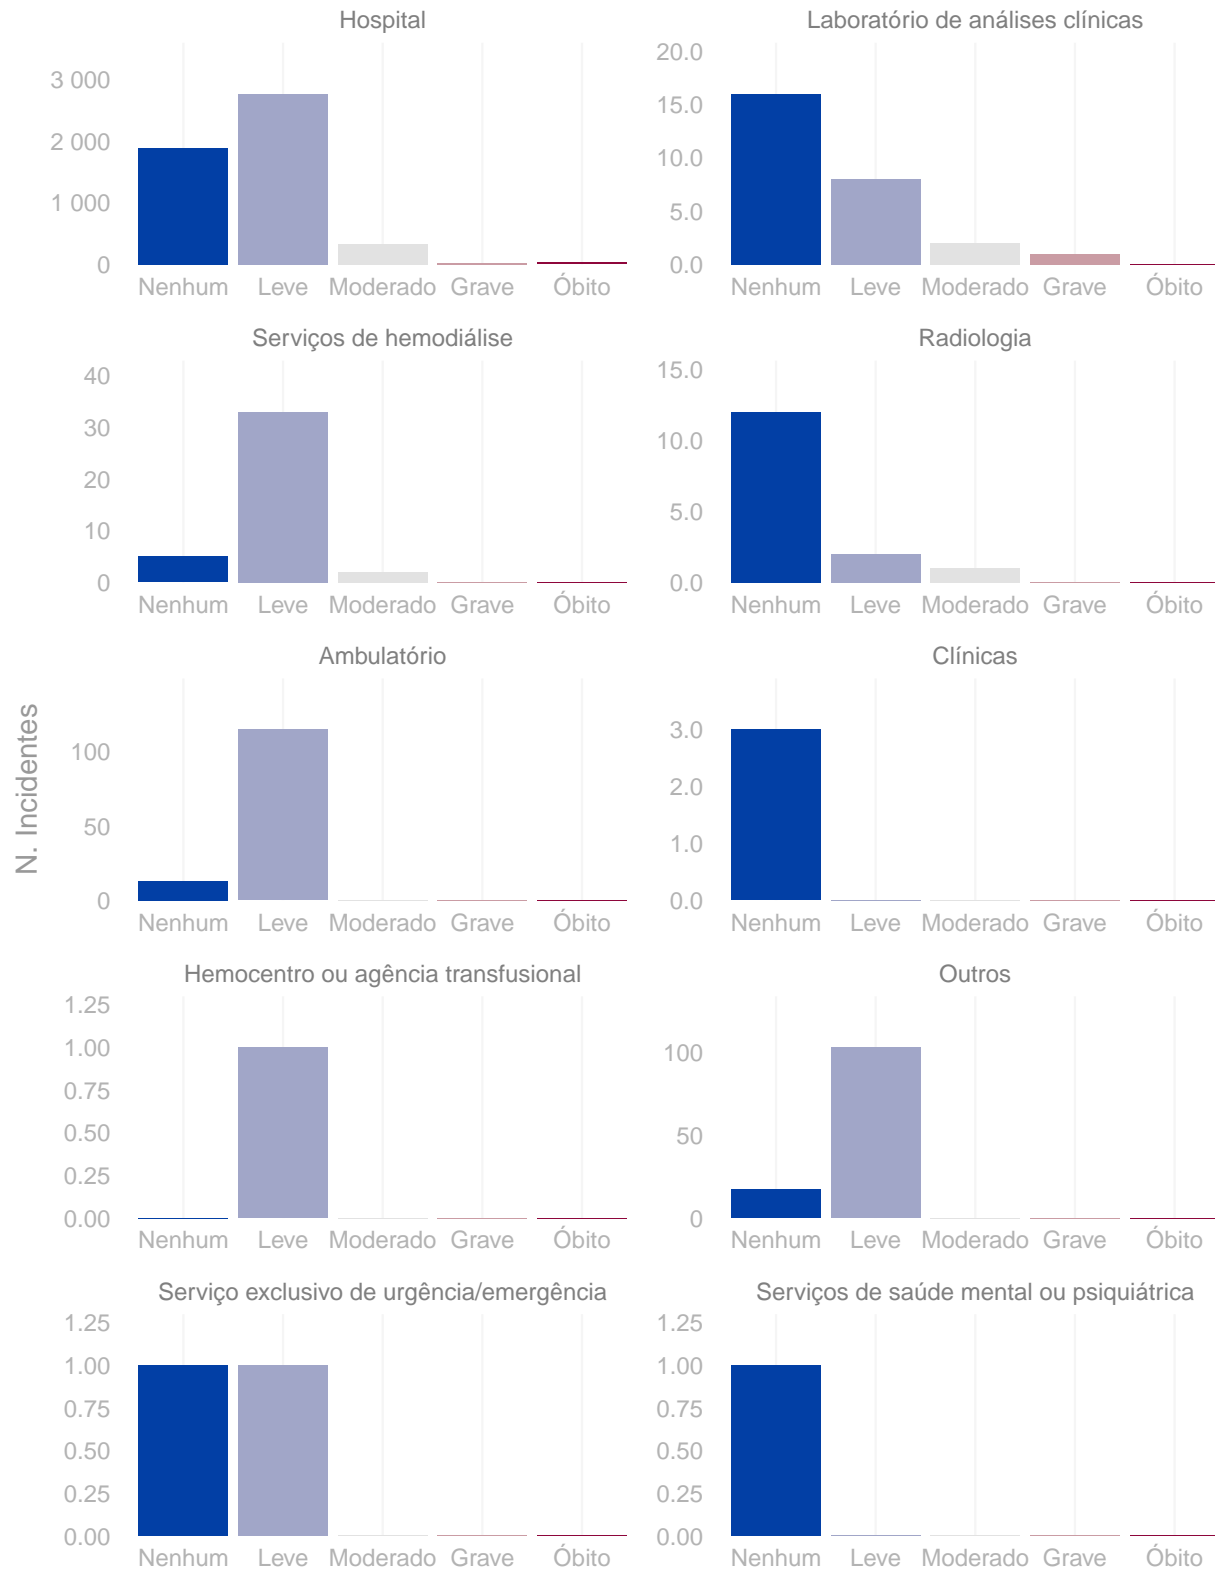 Hospital
3 000
2 000
1 000
0
Nenhum Leve Moderado Grave Óbito
Laboratório de análises clínicas
20.0
15.0
10.0
5.0
0.0
Nenhum Leve Moderado Grave Óbito
Serviços de hemodiálise
40
30
20
10
0
Nenhum Leve Moderado Grave Óbito
Radiologia
15.0
10.0
5.0
0.0
Nenhum Leve Moderado Grave Óbito
N. Incidentes
Ambulatório
100
50
0
Nenhum Leve Moderado Grave Óbito
Clínicas
3.0
2.0
1.0
0.0
Nenhum Leve Moderado Grave Óbito
Hemocentro ou agência transfusional
1.25
1.00
0.75
0.50
0.25
0.00
Nenhum Leve Moderado Grave Óbito
Outros
100
50
0
Nenhum Leve Moderado Grave Óbito
Serviço exclusivo de urgência/emergência
1.25
1.00
0.75
0.50
0.25
0.00
Nenhum Leve Moderado Grave Óbito
Serviços de saúde mental ou psiquiátrica
1.25
1.00
0.75
0.50
0.25
0.00
Nenhum Leve Moderado Grave Óbito